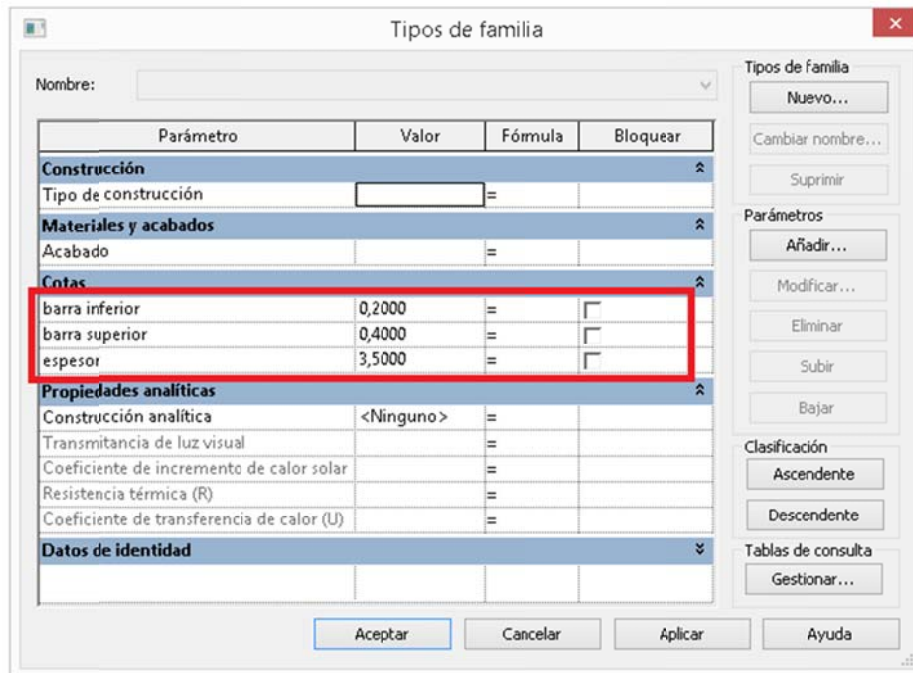 Tipos de familia
Nombre:
Parámetro Valor Fórmula Bloquear
Construcción
Tipo de construcción =
Materiales y acabados
Acabado =
Cotas
barra inferior 0,2000 =
barra superior 0,4000 =
espesor 3,5000 =
Propiedades analíticas
Construcción analítica <Ninguno> =
Transmitancia de luz visual =
Coeficiente de incremento de calor solar =
Resistencia térmica (R) =
Coeficiente de transferencia de calor (U) =
Datos de identidad
Tipos de familia
Nuevo...
Cambiar nombre...
Suprimir
Parámetros
Añadir...
Modificar...
Eliminar
Subir
Bajar
Clasificación
Ascendente
Descendente
Tablas de consulta
Gestionar...
Aceptar Cancelar Aplicar Ayuda